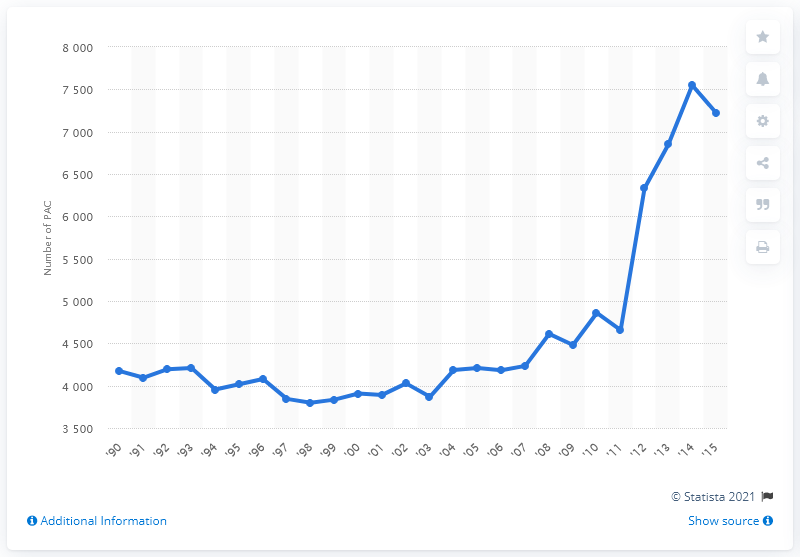 8 000
7 500
7 000
6 500
6 000
5 500
5 000
4 500
4 000
3 500
Number of PAC
'90 '91 '92 '93 '94 '95 '96 '97 '98 '99 '00 '01 '02 '03 '04 '05 '06 '07 '08 '09 '10 '11 '12 '13 '14 '15
© Statista 2021
Additional Information
Show source